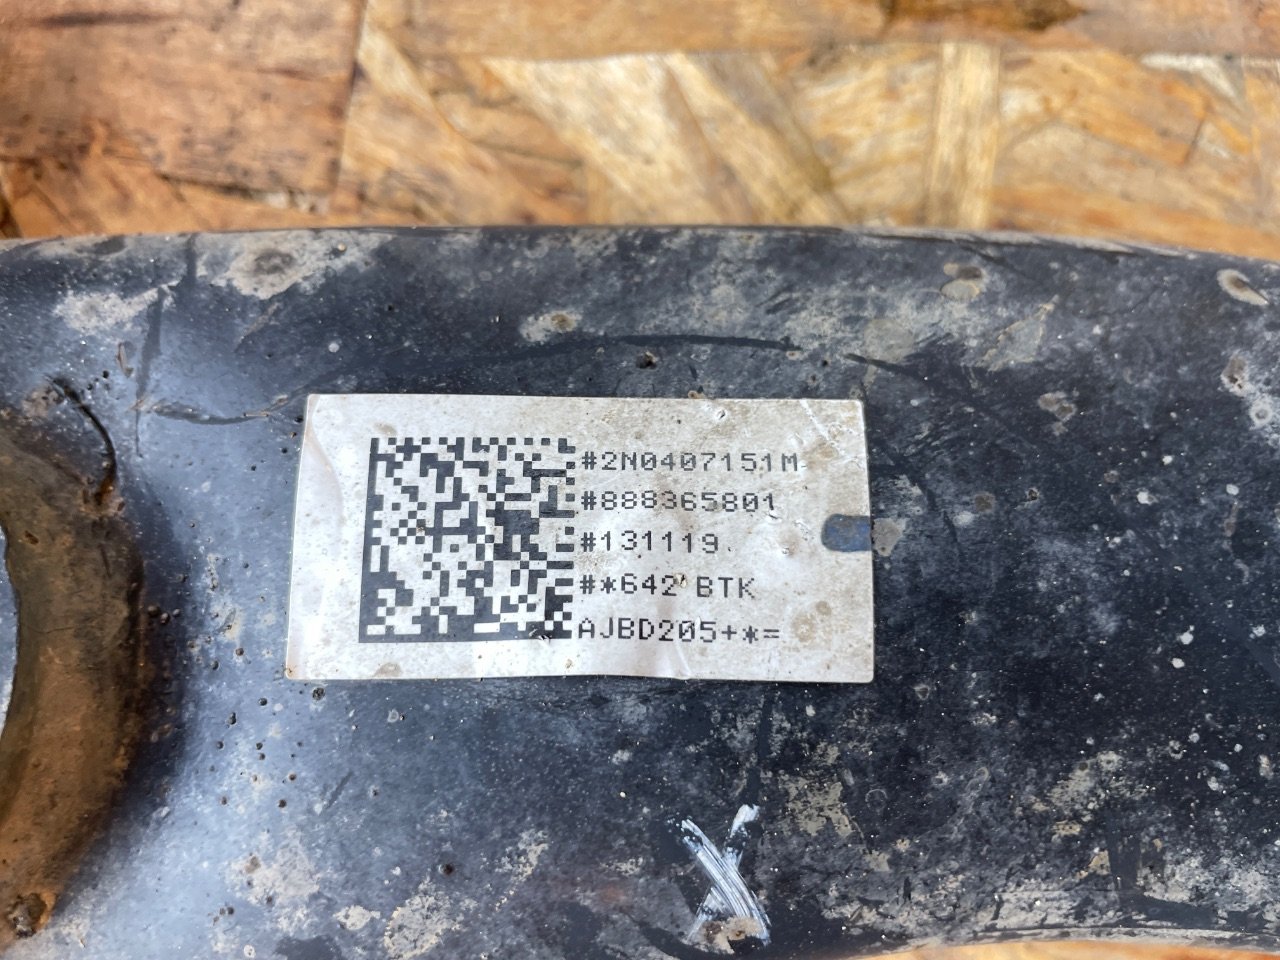 #2N0407151M
#888365801
#131119
#*642 BTK
AJBD205+*=